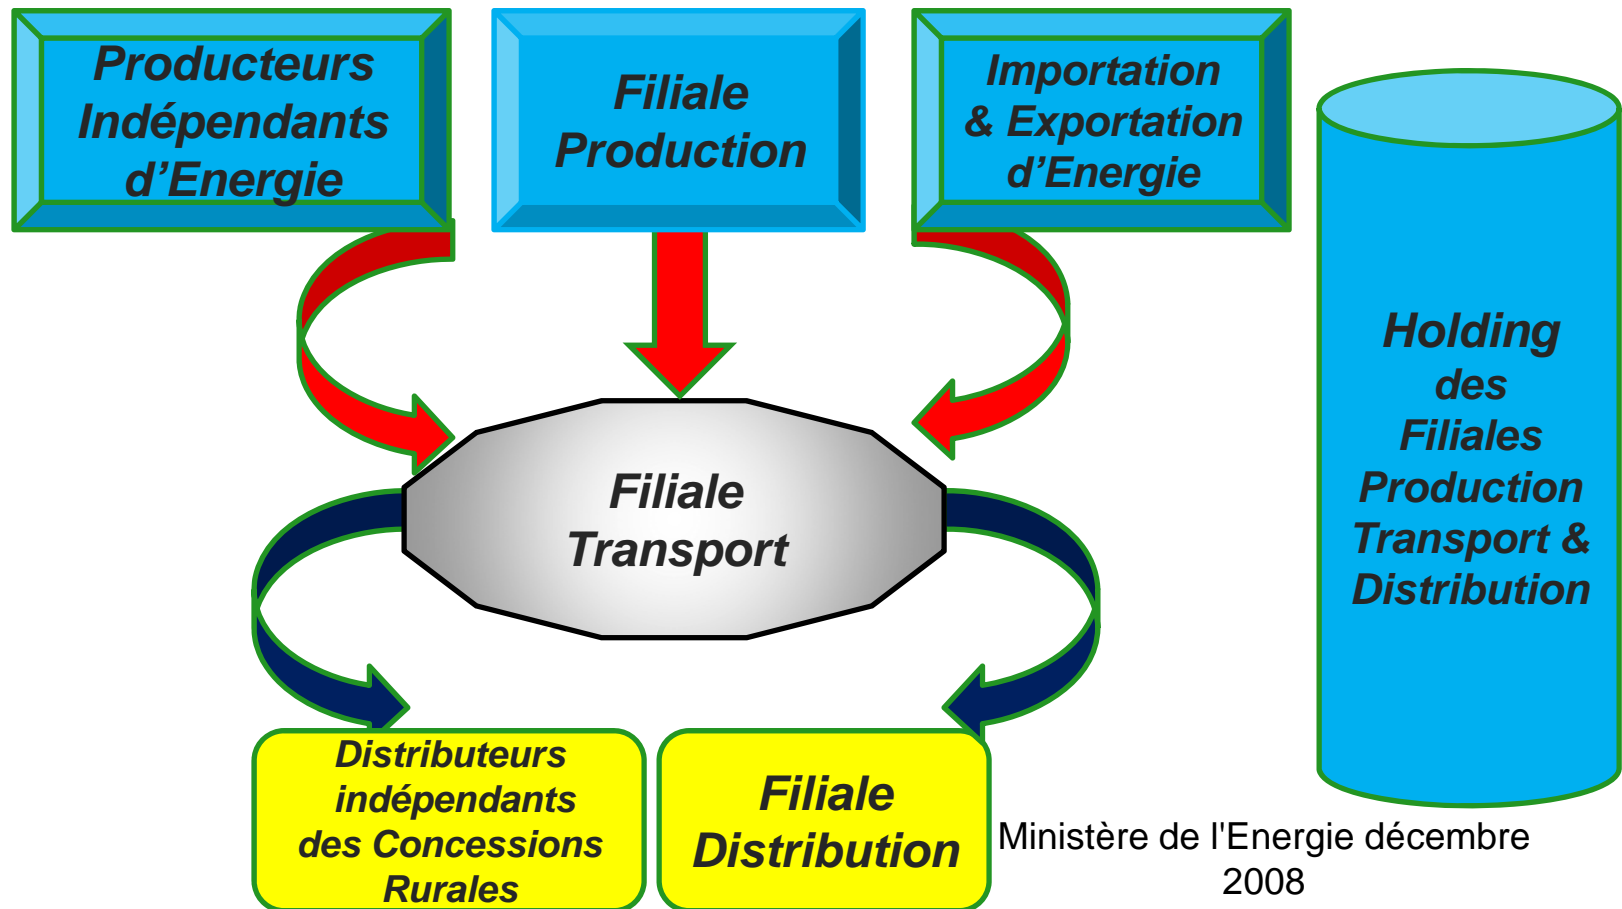 Producteurs
Indépendants
d’Energie
Filiale
Production
Importation
& Exportation
d’Energie
Holding
des
Filiales
Production
Transport &
Distribution
Filiale
Transport
Distributeurs
indépendants
des Concessions
Rurales
Filiale
Distribution
Ministère de l'Energie décembre
2008